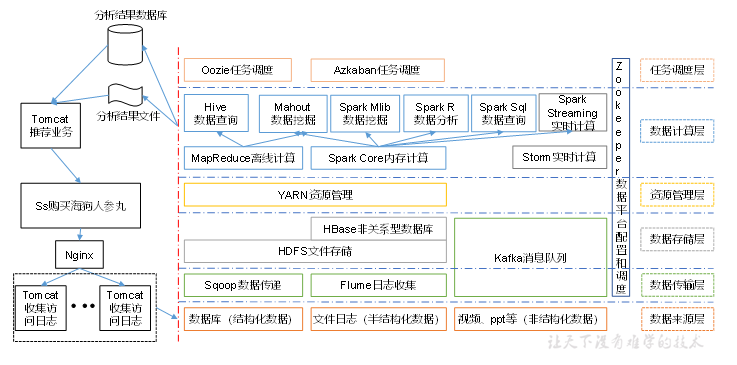 分析结果数据库
分析结果文件
Tomcat
推荐业务
Ss购买海狗人参丸
Nginx
Tomcat
收集访
问日志
Tomcat
收集访
问日志
Oozie任务调度
Azkaban任务调度
任务调度层
Hive
数据查询
Mahout
数据挖掘
Spark Mlib
数据挖掘
Spark R
数据分析
Spark Sql
数据查询
Spark
Streaming
实时计算
数据计算层
MapReduce离线计算
Spark Core内存计算
Storm实时计算
YARN资源管理
资源管理层
HBase非关系型数据库
HDFS文件存储
Kafka消息队列
数据存储层
Sqoop数据传递
Flume日志收集
数据传输层
数据库（结构化数据）
文件日志（半结构化数据）
视频、ppt等（非结构化数据）
数据来源层
Zookeeper数据平台配置和调度
让天下没有难学的技术